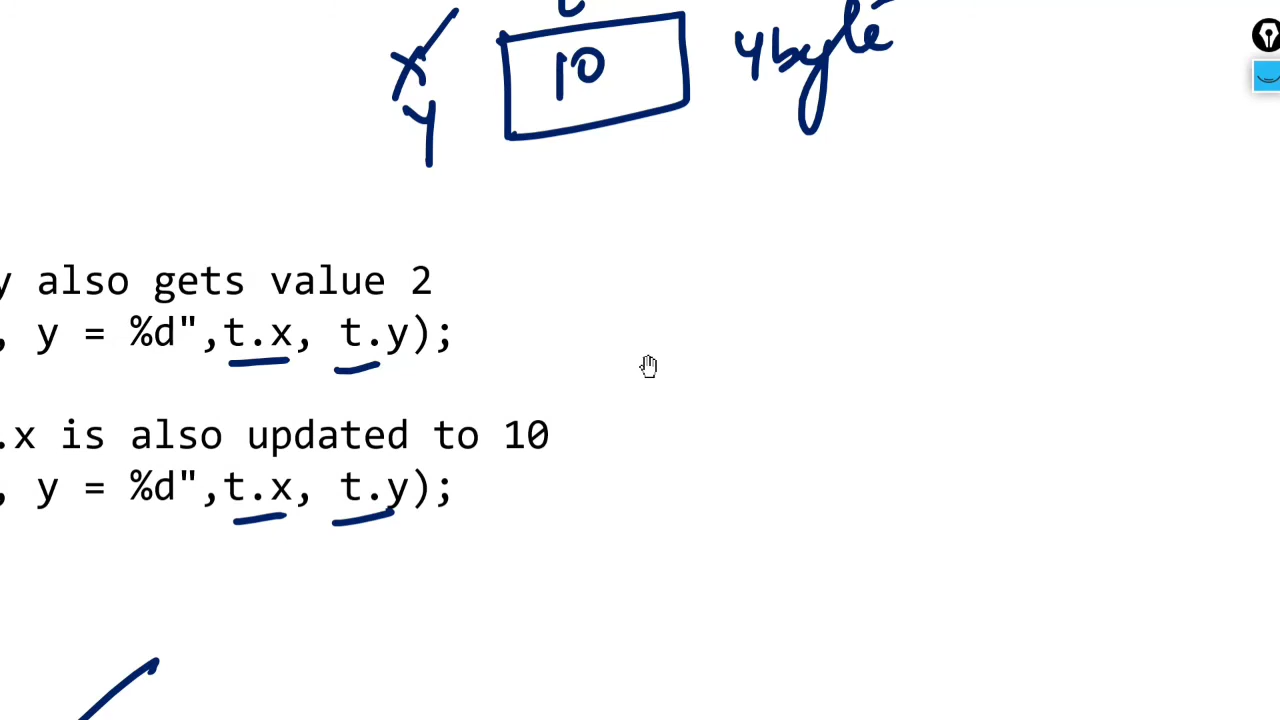 x
10
4byte
y
y also gets value 2
, y = %d",t.x, t.y);
.x is also updated to 10
, y = %d",t.x, t.y);